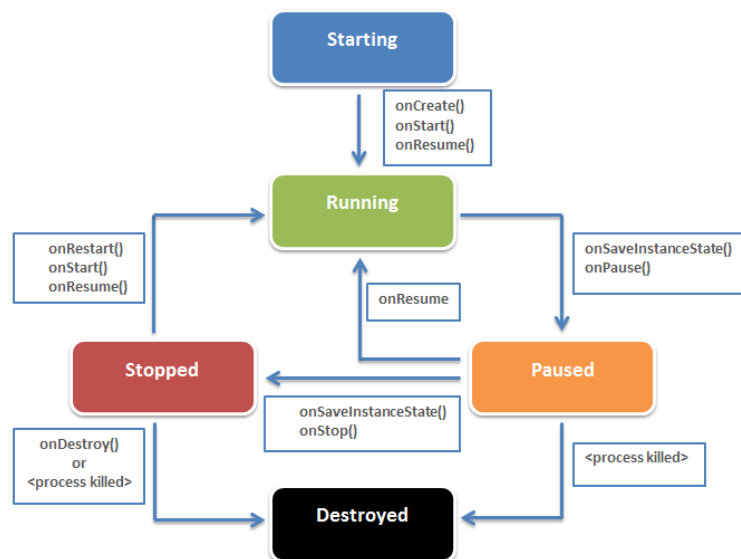 Starting
onCreate()
onStart()
onResume()
Running
onRestart()
onStart()
onResume()
onSaveInstanceState()
onPause()
onResume
Stopped
Paused
onSaveInstanceState()
onStop()
onDestroy()
or
<process killed>
<process killed>
Destroyed